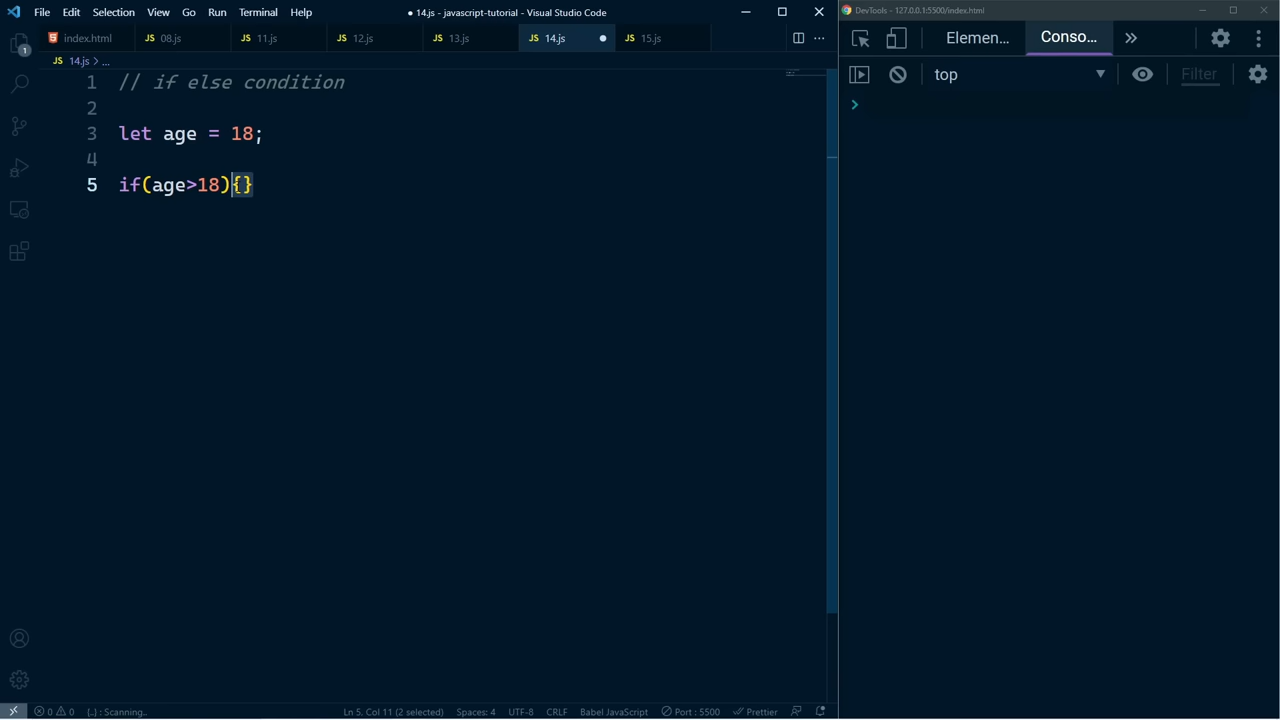 File Edit Selection View Go Run Terminal Help ● 14.js - javascript-tutorial - Visual Studio Code
DevTools - 127.0.0.1:5500/index.html
index.html JS 08.js JS 11.js JS 12.js JS 13.js JS 14.js ● JS 15.js
Elemen... Conso... »
JS 14.js > ...
top ▼ Filter
1 // if else condition
>
2
3 let age = 18;
4
5 if(age>18){}
1
0 0 {..} : Scanning.. Ln 5, Col 11 (2 selected) Spaces: 4 UTF-8 CRLF Babel JavaScript Port : 5500 Prettier